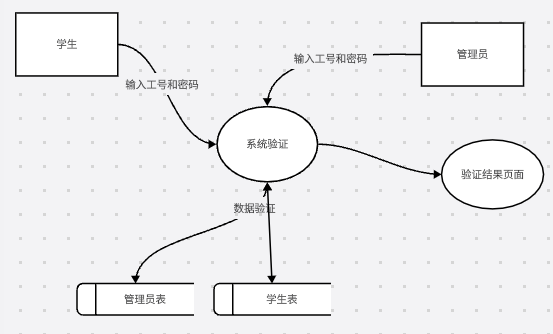 学生
管理员
输入工号和密码
输入工号和密码
系统验证
验证结果页面
数据验证
管理员表
学生表